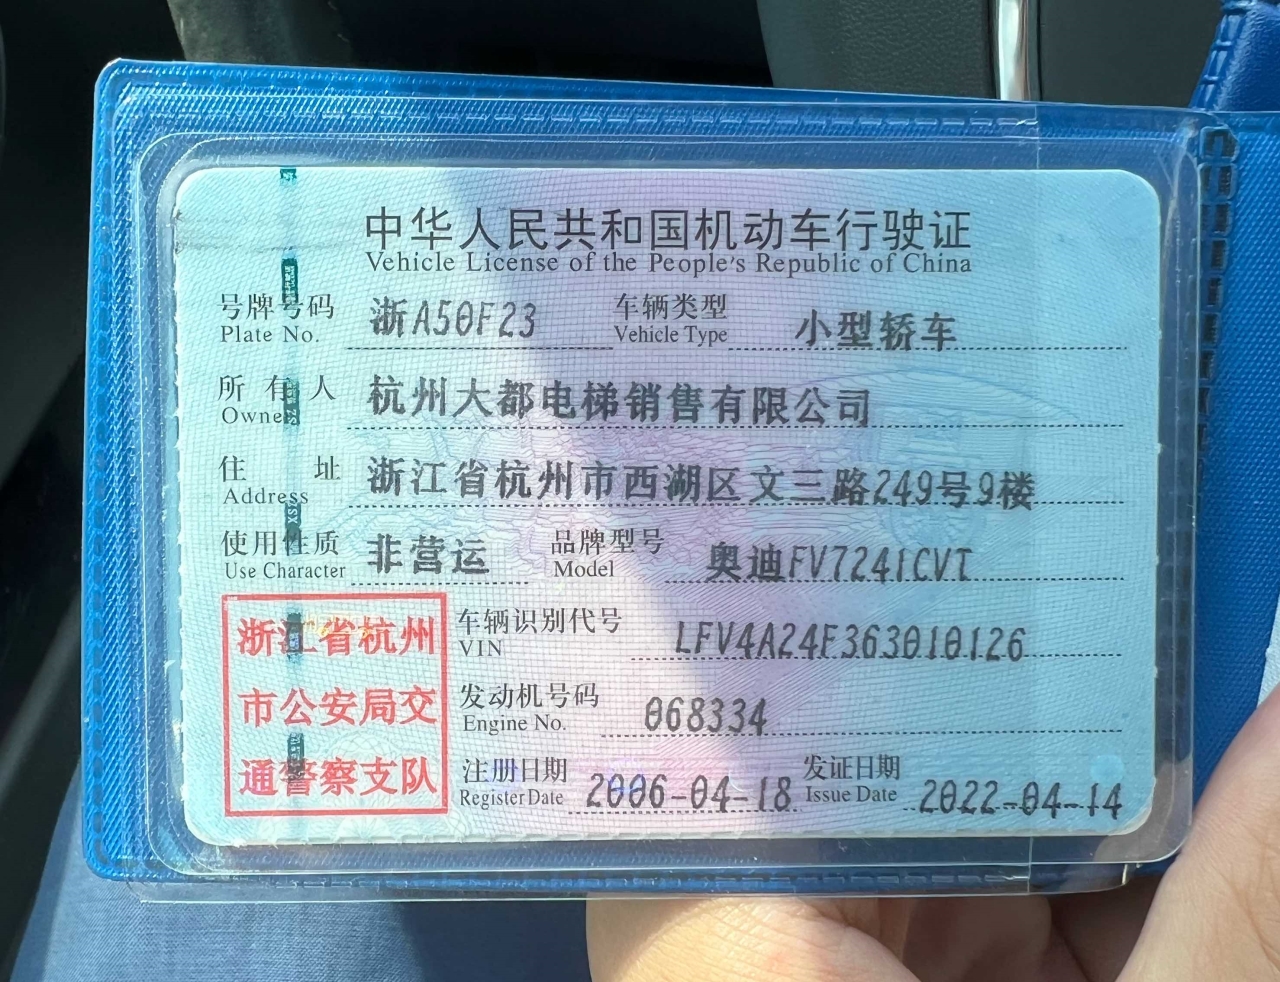 中华人民共和国机动车行驶证
Vehicle License of the People's Republic of China
号牌号码 浙A50F23 车辆类型 小型轿车
Plate No. Vehicle Type
所有人 杭州大都电梯销售有限公司
Owner
住址 浙江省杭州市西湖区文三路249号9楼
Address
使用性质 非营运 品牌型号 奥迪FV7241CVT
Use Character Model
浙江省杭州
市公安局交
通警察支队
车辆识别代号 LFV4A24F363010126
VIN
发动机号码 068334
Engine No.
注册日期 2006-04-18 发证日期 2022-04-14
Register Date Issue Date